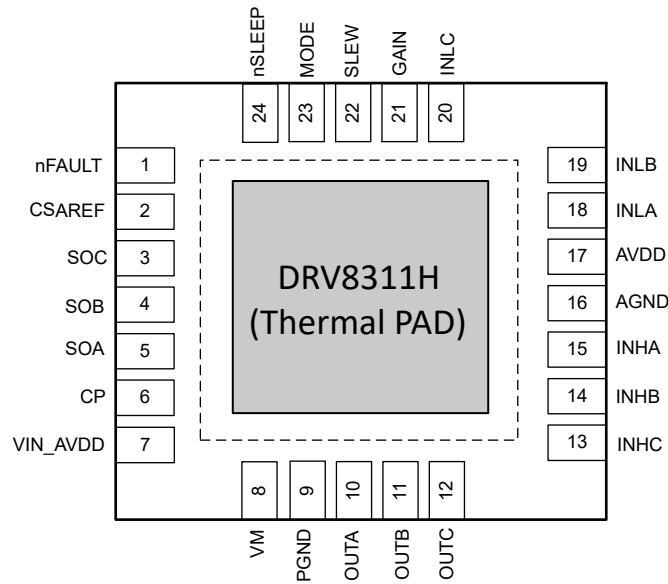 nSLEEP
MODE
SLEW
GAIN
INLC
24
23
22
21
20
nFAULT 1
CSAREF 2
SOC 3
SOB 4
SOA 5
CP 6
VIN_AVDD 7
DRV8311H
(Thermal PAD)
19 INLB
18 INLA
17 AVDD
16 AGND
15 INHA
14 INHB
13 INHC
8
9
10
11
12
VM
PGND
OUTA
OUTB
OUTC